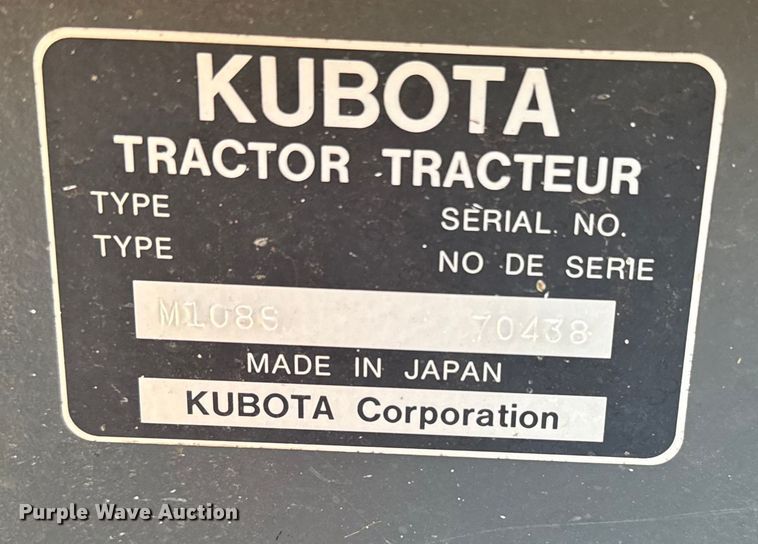 KUBOTA
TRACTOR TRACTEUR
TYPE SERIAL NO.
TYPE NO DE SERIE
M108S 70438
MADE IN JAPAN
KUBOTA Corporation
Purple Wave Auction